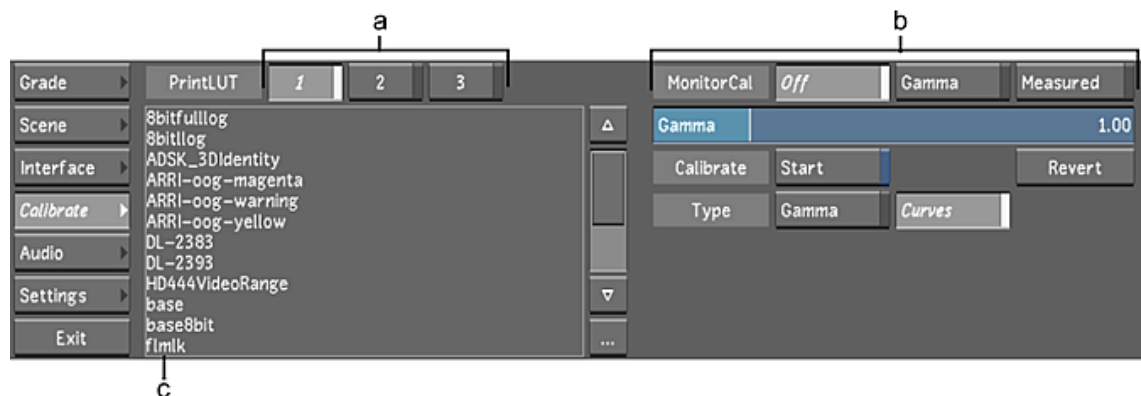 a
b
Grade PrintLUT 1 2 3 MonitorCal Off Gamma Measured
Scene
8bitfulllog
8bitllog
ADSK_3DIdentity
ARRI-oog-magenta
ARRI-oog-warning
ARRI-oog-yellow
DL-2383
DL-2393
HD444VideoRange
base
base8bit
flmlk
Gamma 1.00
Interface
Calibrate Start Revert
Calibrate
Type Gamma Curves
Audio
Settings
Exit
...
c